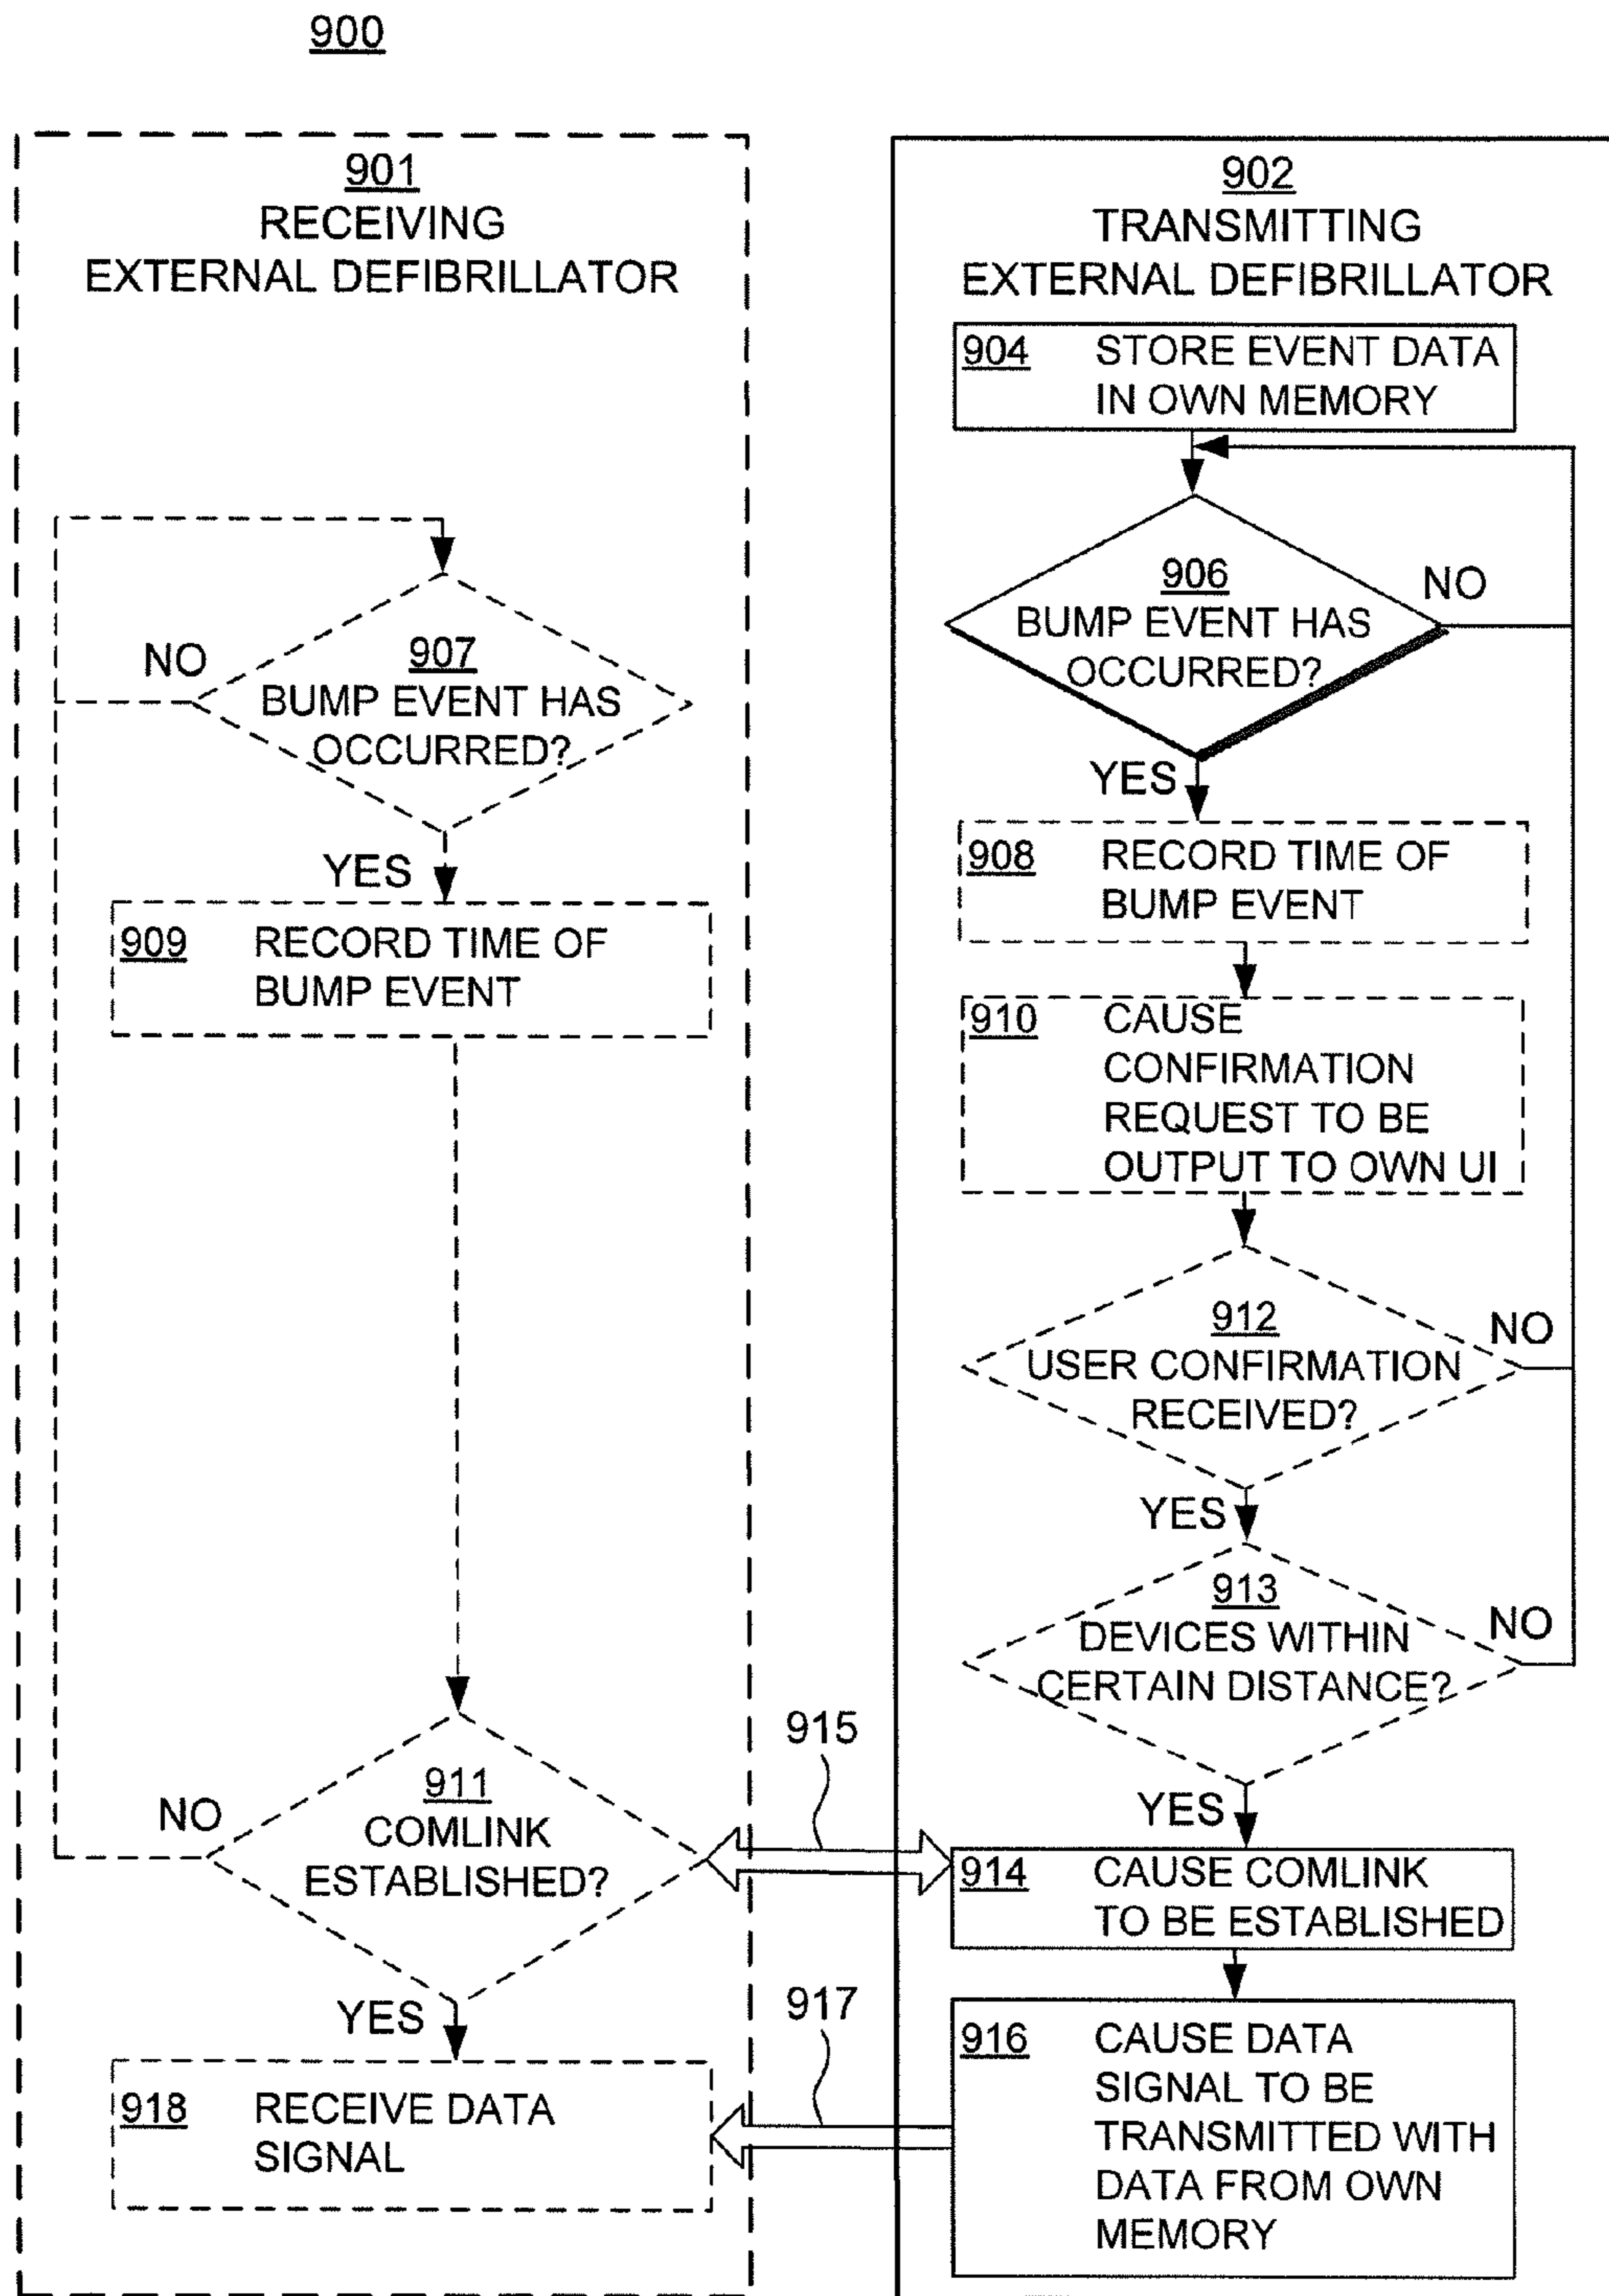 900
901
RECEIVING
EXTERNAL DEFIBRILLATOR
NO
907
BUMP EVENT HAS
OCCURRED?
YES
909 RECORD TIME OF
BUMP EVENT
911
COMLINK
ESTABLISHED?
NO
YES
918 RECEIVE DATA
SIGNAL
915
917
902
TRANSMITTING
EXTERNAL DEFIBRILLATOR
904 STORE EVENT DATA
IN OWN MEMORY
906
BUMP EVENT HAS
OCCURRED?
NO
YES
908 RECORD TIME OF
BUMP EVENT
910 CAUSE
CONFIRMATION
REQUEST TO BE
OUTPUT TO OWN UI
912
USER CONFIRMATION
RECEIVED?
NO
YES
913
DEVICES WITHIN
CERTAIN DISTANCE?
NO
YES
914 CAUSE COMLINK
TO BE ESTABLISHED
916 CAUSE DATA
SIGNAL TO BE
TRANSMITTED WITH
DATA FROM OWN
MEMORY